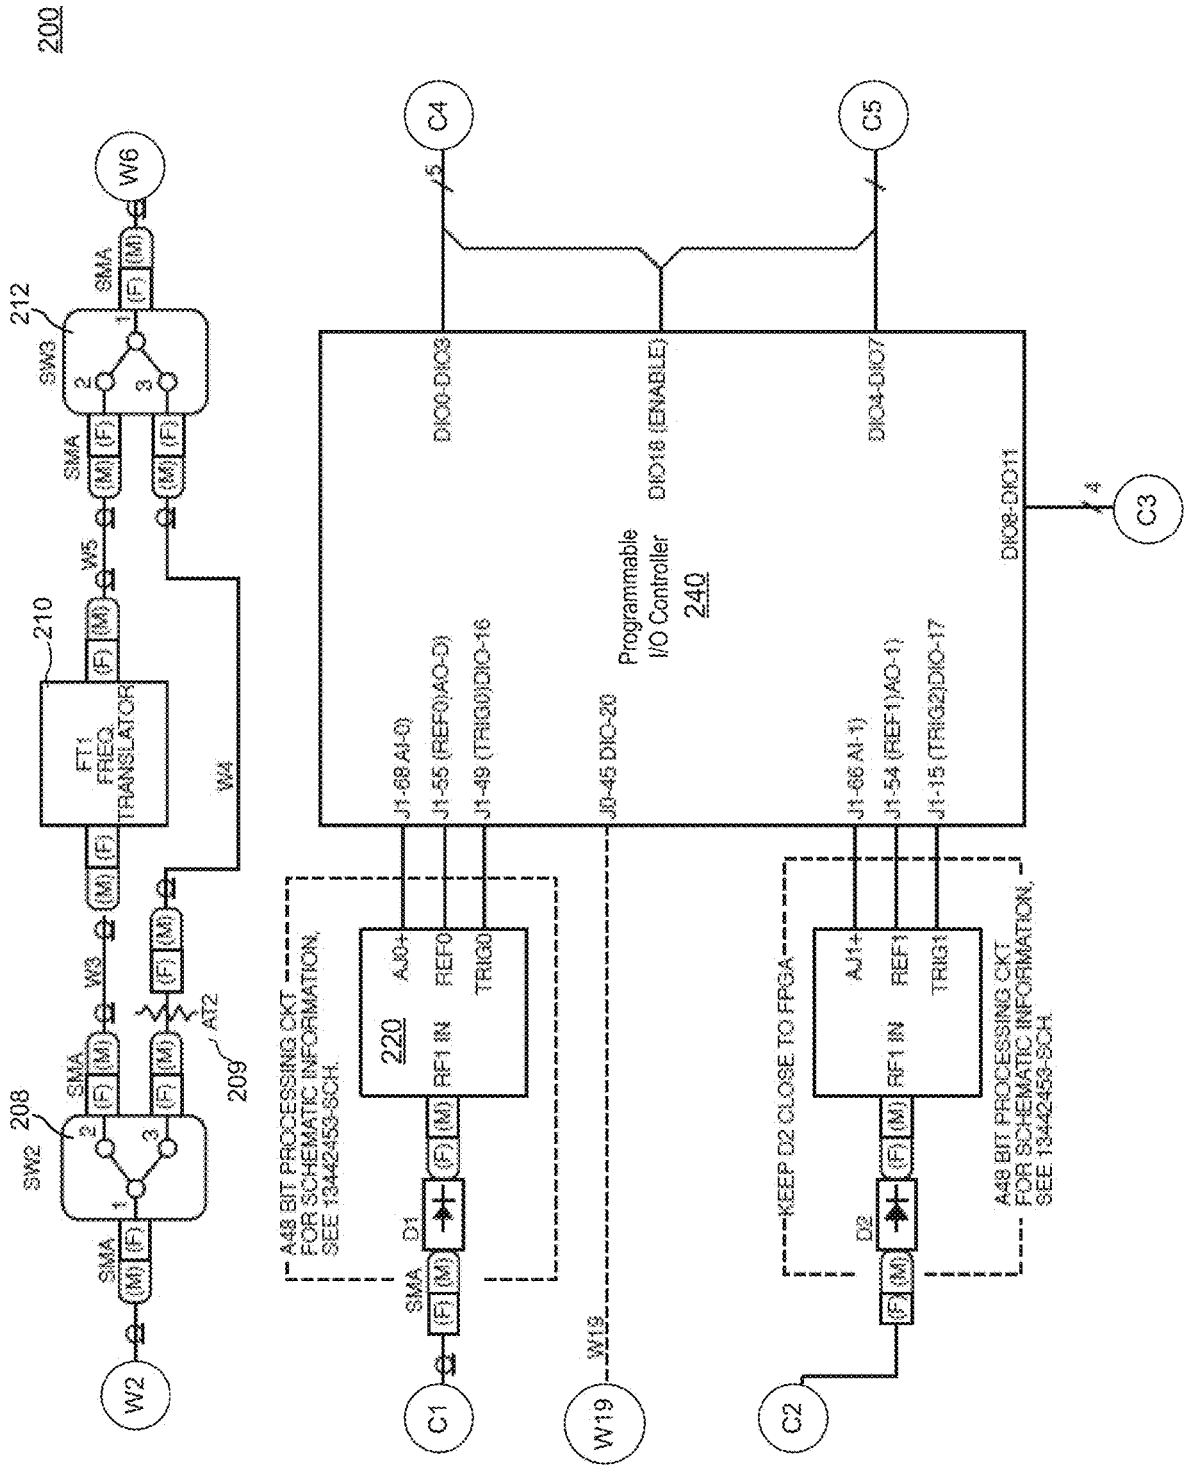 200
W2
SMA
(M) (F)
SW2
208
1
2
3
SMA
(F) (M)
(F) (M)
AT2
209
(F) (M)
W3
W4
(M) (F)
FT1
FREQ.
TRANSLATOR
210
(F) (M)
W5
SMA
(M) (F)
(M) (F)
SW3
212
2
3
1
SMA
(F) (M)
W6
A48 BIT PROCESSING CKT
FOR SCHEMATIC INFORMATION,
SEE 13442453-SCH.
C1
SMA
(F) (M)
D1
(F) (M)
220
RF1 IN
AJ0+
REF0
TRIG0
J1-68 AI-0)
J1-55 (REF0)AO-D)
J1-49 (TRIG0)DIO-16
W19
W19
J0-45 DIO-20
Programmable
I/O Controller
240
DIO0-DIO3
DIO18 (ENABLE)
DIO4-DIO7
DIO8-DIO11
5
C4
C5
4
C3
KEEP D2 CLOSE TO FPGA
C2
(F) (M)
D2
(F) (M)
RF1 IN
AJ1+
REF1
TRIG1
J1-66 AI-1)
J1-54 (REF1)AO-1)
J1-15 (TRIG2)DIO-17
A48 BIT PROCESSING CKT
FOR SCHEMATIC INFORMATION,
SEE 13442453-SCH.